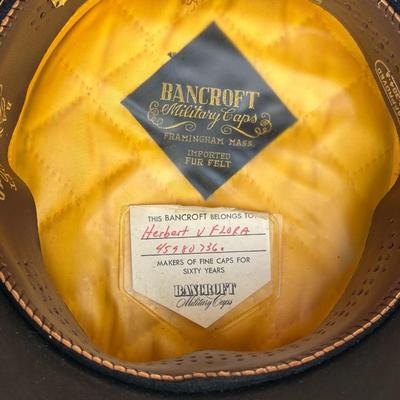 BANCROFT
Military Caps
FRAMINGHAM MASS.
IMPORTED
FUR FELT
THIS BANCROFT BELONGS TO:
Herbert V FLORA
45980736.
MAKERS OF FINE CAPS FOR
SIXTY YEARS
BANCROFT
Military Caps